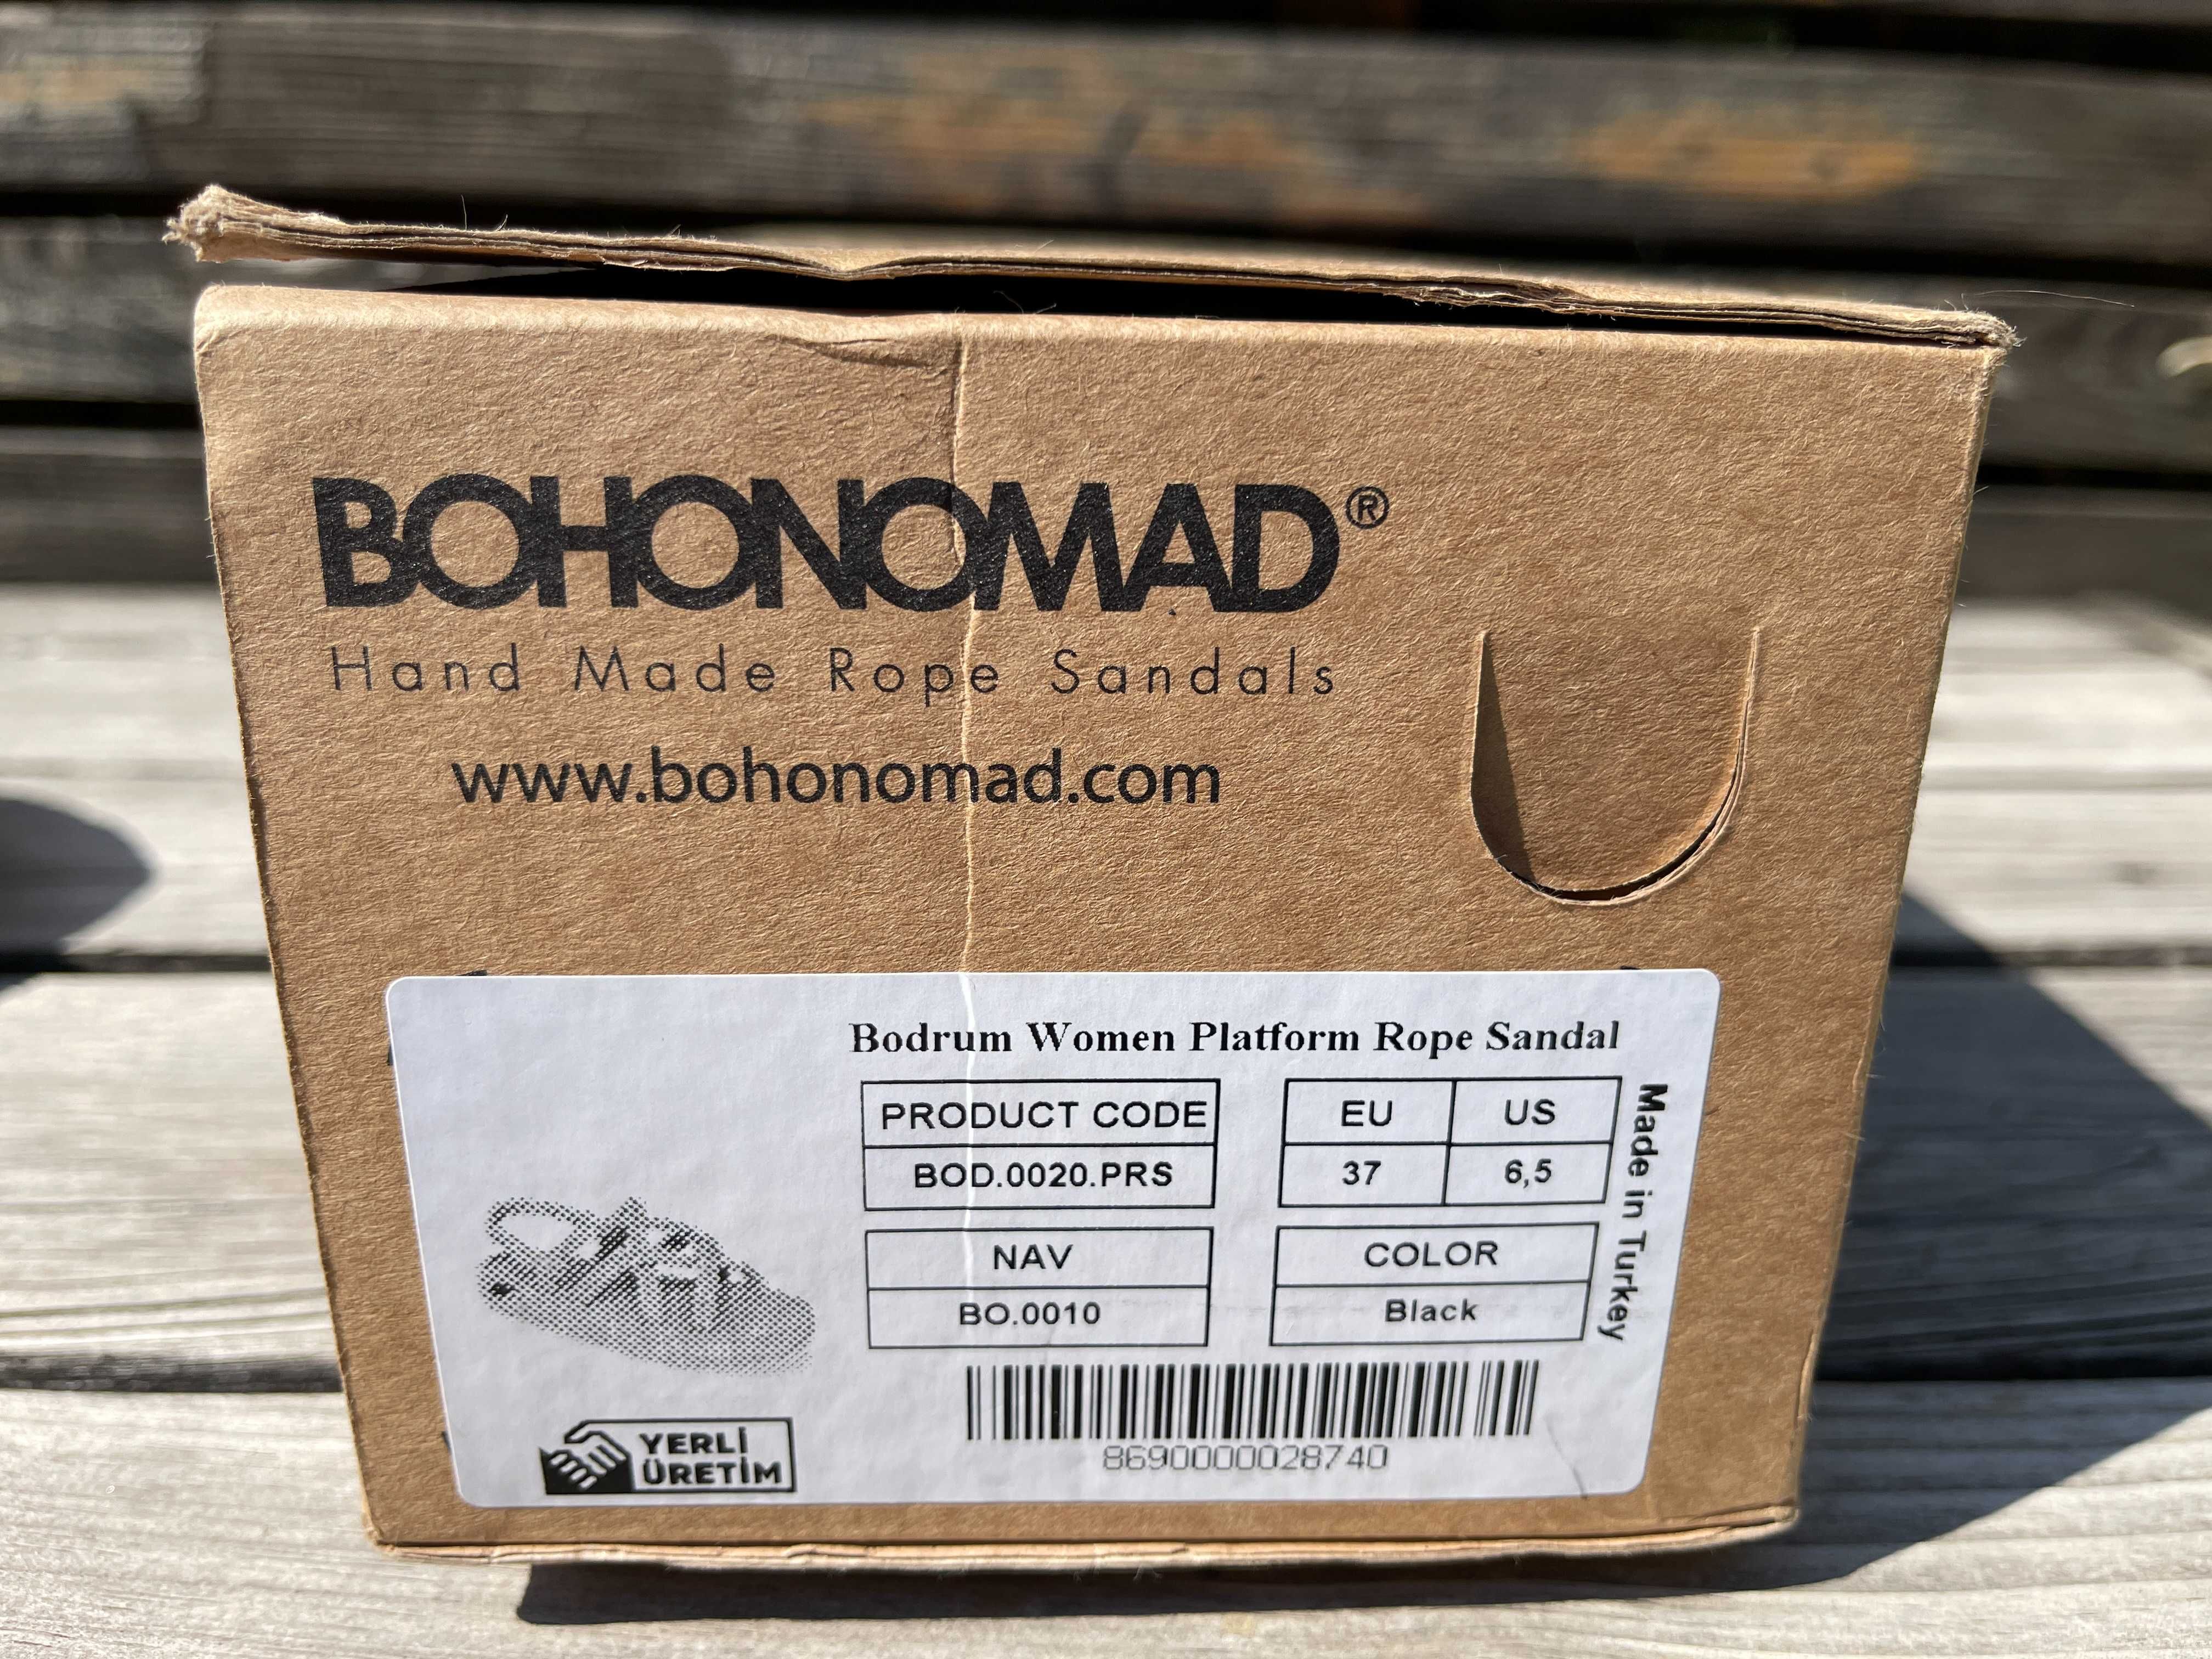 BOHONOMAD®
Hand Made Rope Sandals
www.bohonomad.com
Bodrum Women Platform Rope Sandal
PRODUCT CODE
BOD.0020.PRS
EU US
37 6,5
NAV
BO.0010
COLOR
Black
Made in Turkey
8690000028740
YERLİ
ÜRETİM